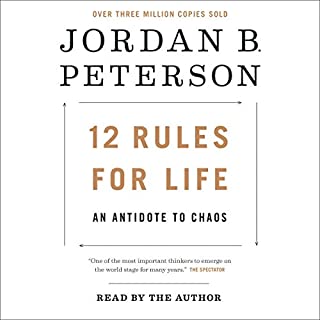 OVER THREE MILLION COPIES SOLD
JORDAN B.
PETERSON
12 RULES
FOR LIFE
AN ANTIDOTE TO CHAOS
"One of the most important thinkers to emerge on
the world stage for many years." THE SPECTATOR
READ BY THE AUTHOR